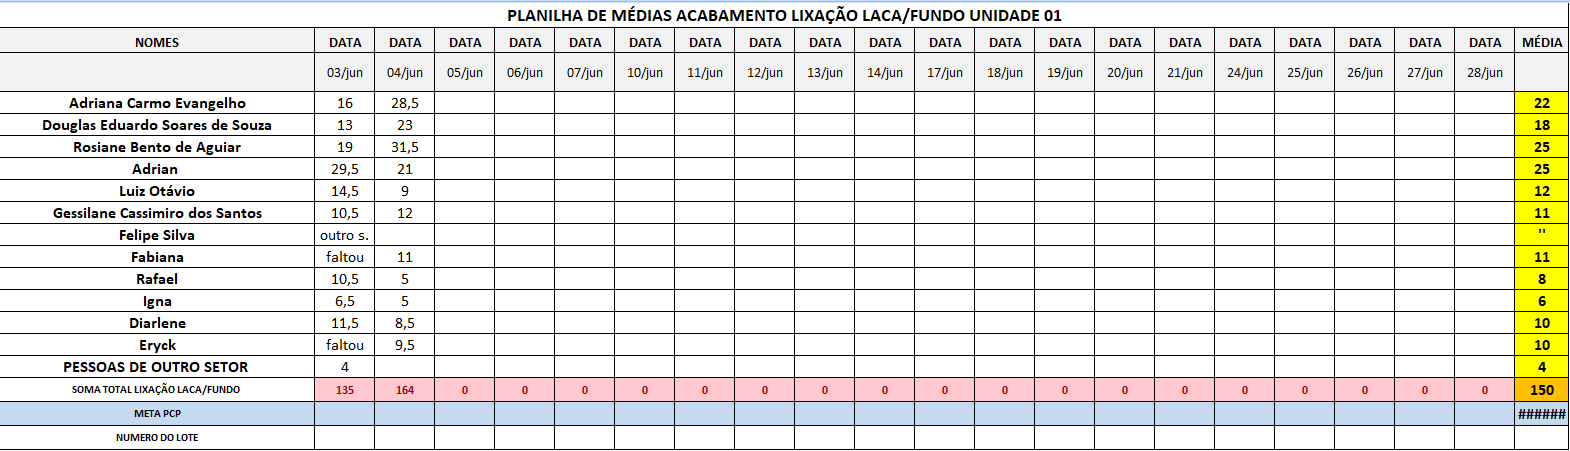 PLANILHA DE MÉDIAS ACABAMENTO LIXAÇÃO LACA/FUNDO UNIDADE 01
NOMES DATA DATA DATA DATA DATA DATA DATA DATA DATA DATA DATA DATA DATA DATA DATA DATA DATA DATA DATA DATA MÉDIA
03/jun 04/jun 05/jun 06/jun 07/jun 10/jun 11/jun 12/jun 13/jun 14/jun 17/jun 18/jun 19/jun 20/jun 21/jun 24/jun 25/jun 26/jun 27/jun 28/jun
Adriana Carmo Evangelho 16 28,5 22
Douglas Eduardo Soares de Souza 13 23 18
Rosiane Bento de Aguiar 19 31,5 25
Adrian 29,5 21 25
Luiz Otávio 14,5 9 12
Gessilane Cassimiro dos Santos 10,5 12 11
Felipe Silva outro s. "
Fabiana faltou 11 11
Rafael 10,5 5 8
Igna 6,5 5 6
Diarlene 11,5 8,5 10
Eryck faltou 9,5 10
PESSOAS DE OUTRO SETOR 4 4
SOMA TOTAL LIXAÇÃO LACA/FUNDO 135 164 0 0 0 0 0 0 0 0 0 0 0 0 0 0 0 0 0 0 150
META PCP ######
NUMERO DO LOTE